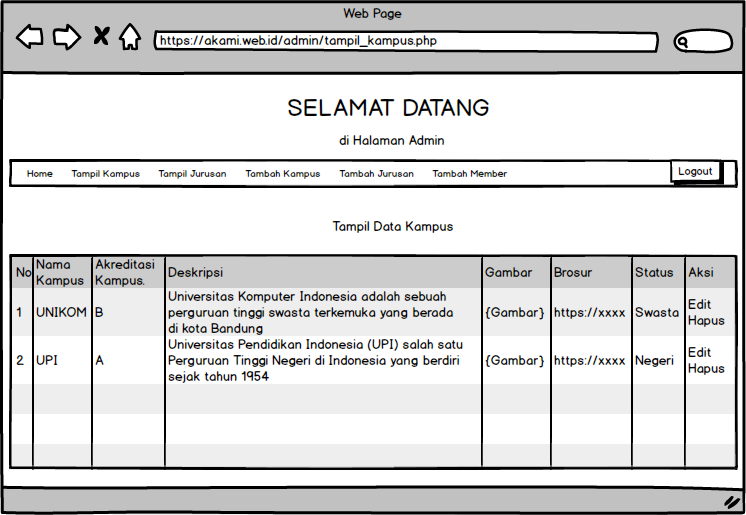 Web Page
https://akami.web.id/admin/tampil_kampus.php
SELAMAT DATANG
di Halaman Admin
Home Tampil Kampus Tampil Jurusan Tambah Kampus Tambah Jurusan Tambah Member Logout
Tampil Data Kampus
No Nama Kampus Akreditasi Kampus. Deskripsi Gambar Brosur Status Aksi
1 UNIKOM B Universitas Komputer Indonesia adalah sebuah
perguruan tinggi swasta terkemuka yang berada
di kota Bandung
{Gambar} https://xxxx Swasta Edit
Hapus
2 UPI A Universitas Pendidikan Indonesia (UPI) salah satu
Perguruan Tinggi Negeri di Indonesia yang berdiri
sejak tahun 1954
{Gambar} https://xxxx Negeri Edit
Hapus